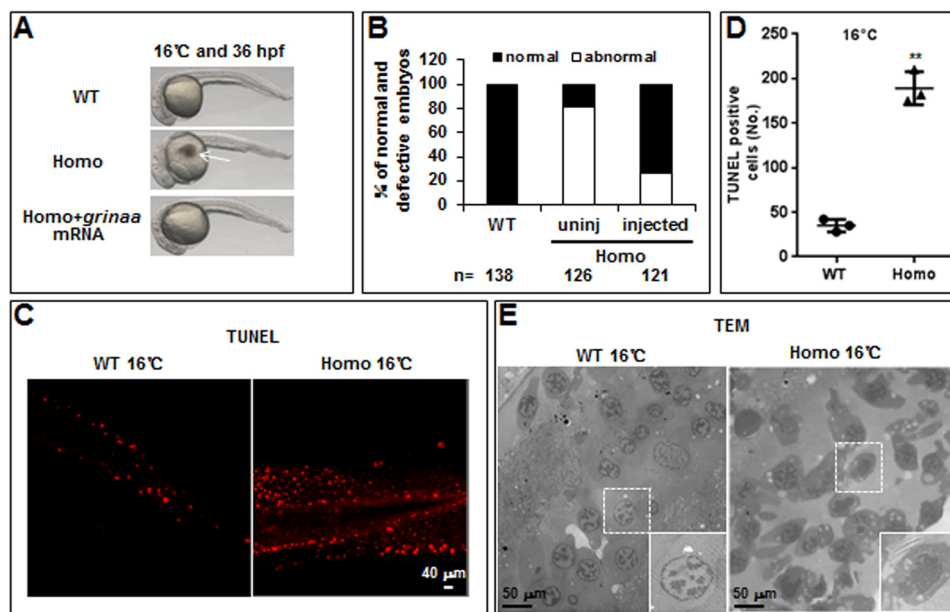 A
16℃ and 36 hpf
WT
Homo
Homo+grinaa
mRNA
B
normal
abnormal
% of normal and
defective embryos
120
100
80
60
40
20
0
WT
uninj
injected
Homo
n= 138 126 121
D
16°C
TUNEL positive
cells (No.)
250
200
150
100
50
0
**
WT
Homo
C
TUNEL
WT 16℃
Homo 16℃
40 μm
E
TEM
WT 16℃
Homo 16℃
50 μm
50 μm